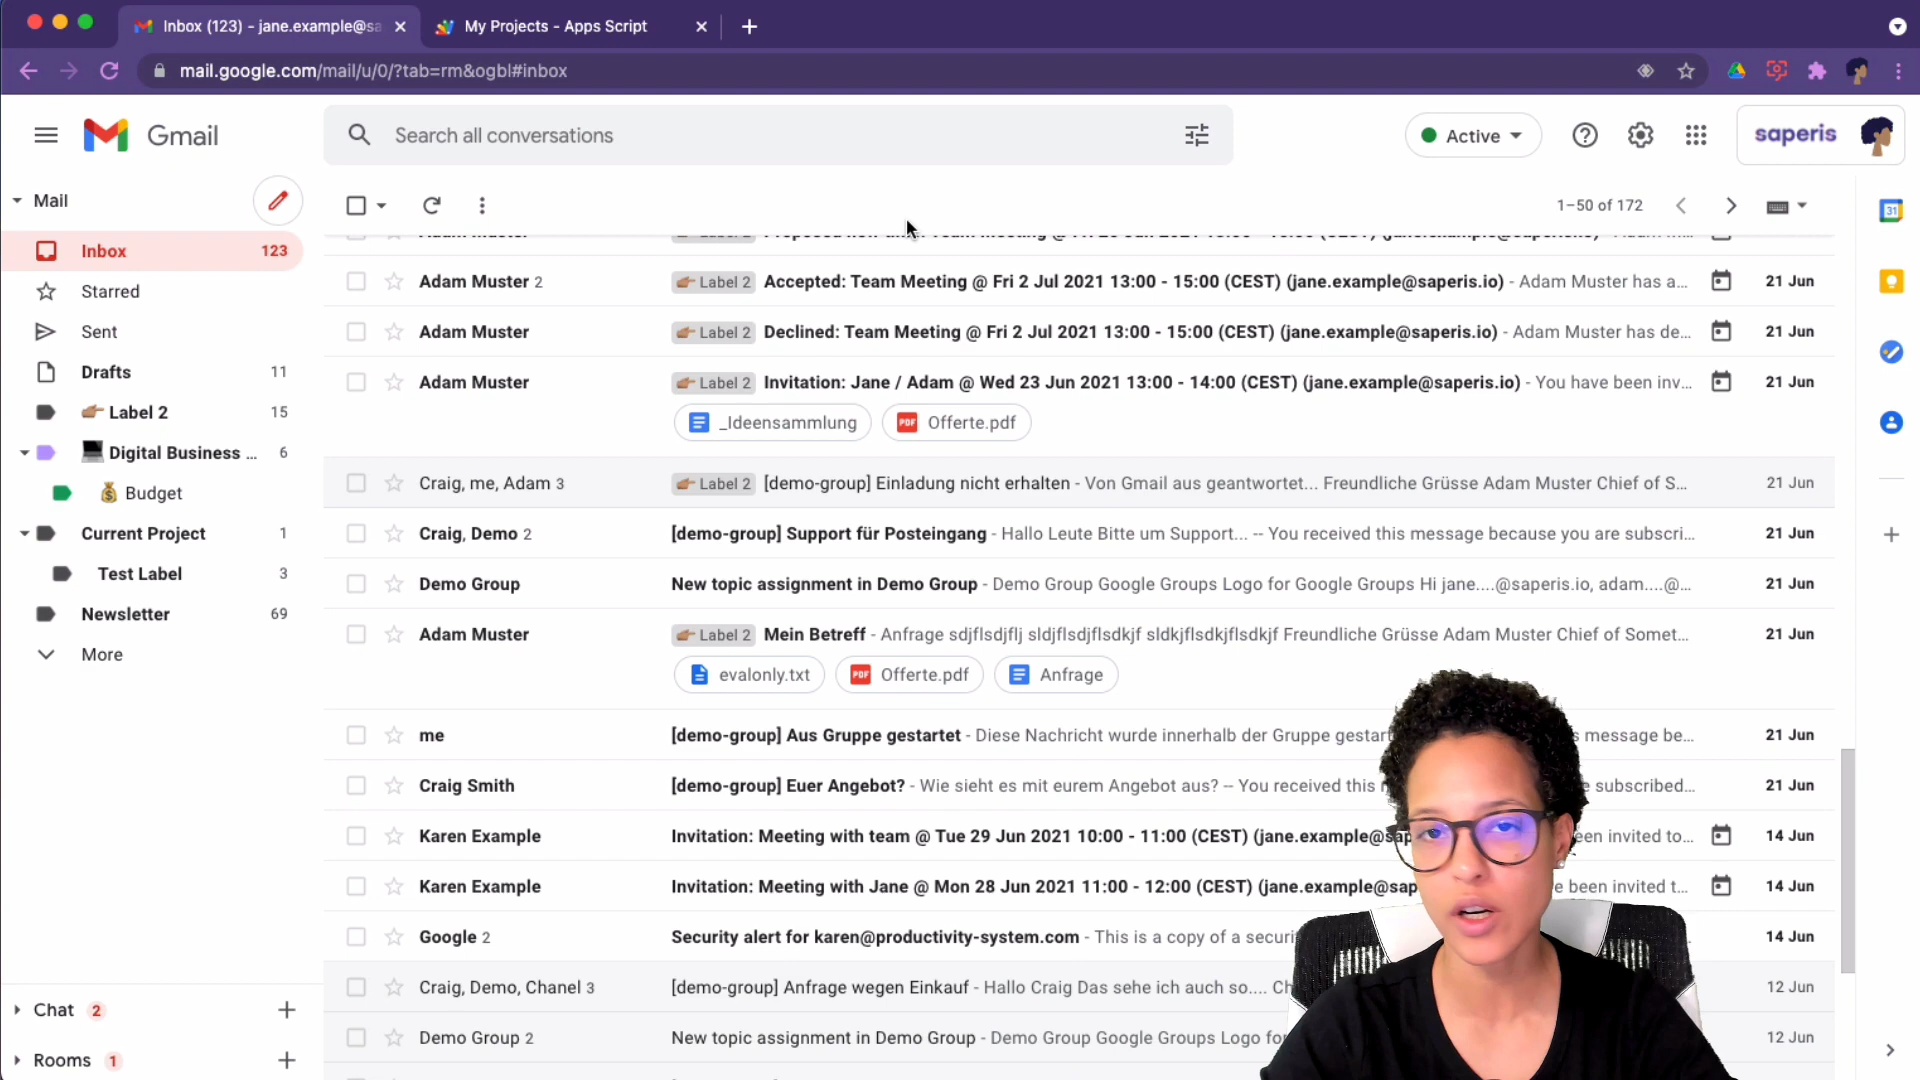 Inbox (123) - jane.example@sa
My Projects - Apps Script
mail.google.com/mail/u/0/?tab=rm&ogbl#inbox
Gmail
Search all conversations
Active
saperis
Mail
1–50 of 172
Inbox 123
Starred
Sent
Drafts 11
Label 2 15
Digital Business ... 6
Budget
Current Project 1
Test Label 3
Newsletter 69
More
Chat 2
Rooms 1
Adam Muster 2 Label 2 Accepted: Team Meeting @ Fri 2 Jul 2021 13:00 - 15:00 (CEST) (jane.example@saperis.io) - Adam Muster has a... 21 Jun
Adam Muster Label 2 Declined: Team Meeting @ Fri 2 Jul 2021 13:00 - 15:00 (CEST) (jane.example@saperis.io) - Adam Muster has de... 21 Jun
Adam Muster Label 2 Invitation: Jane / Adam @ Wed 23 Jun 2021 13:00 - 14:00 (CEST) (jane.example@saperis.io) - You have been inv... 21 Jun
_Ideensammlung PDF Offerte.pdf
Craig, me, Adam 3 Label 2 [demo-group] Einladung nicht erhalten - Von Gmail aus geantwortet... Freundliche Grüsse Adam Muster Chief of S... 21 Jun
Craig, Demo 2 [demo-group] Support für Posteingang - Hallo Leute Bitte um Support... -- You received this message because you are subscri... 21 Jun
Demo Group New topic assignment in Demo Group - Demo Group Google Groups Logo for Google Groups Hi jane....@saperis.io, adam....@... 21 Jun
Adam Muster Label 2 Mein Betreff - Anfrage sdjflsdjflj sldjflsdjflsdkjf sldkjflsdkjflsdkjf Freundliche Grüsse Adam Muster Chief of Somet... 21 Jun
evalonly.txt PDF Offerte.pdf Anfrage
me [demo-group] Aus Gruppe gestartet - Diese Nachricht wurde innerhalb der Gruppe gestart s message be... 21 Jun
Craig Smith [demo-group] Euer Angebot? - Wie sieht es mit eurem Angebot aus? -- You received this subscribed... 21 Jun
Karen Example Invitation: Meeting with team @ Tue 29 Jun 2021 10:00 - 11:00 (CEST) (jane.example@sap een invited to... 14 Jun
Karen Example Invitation: Meeting with Jane @ Mon 28 Jun 2021 11:00 - 12:00 (CEST) (jane.example@sap e been invited t... 14 Jun
Google 2 Security alert for karen@productivity-system.com - This is a copy of a securi 14 Jun
Craig, Demo, Chanel 3 [demo-group] Anfrage wegen Einkauf - Hallo Craig Das sehe ich auch so.... Ch 12 Jun
Demo Group 2 New topic assignment in Demo Group - Demo Group Google Groups Logo for 12 Jun
31